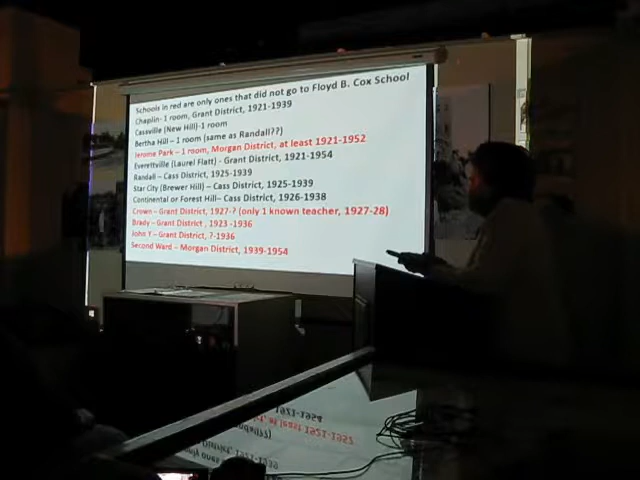 Schools in red are only ones that did not go to Floyd B. Cox School
Chaplin- 1 room, Grant District, 1921-1939
Cassville (New Hill)-1 room
Bertha Hill – 1 room (same as Randall??)
Jerome Park – 1 room, Morgan District, at least 1921-1952
Everettville (Laurel Flatt) - Grant District, 1921-1954
Randall – Cass District, 1925-1939
Star City (Brewer Hill) – Cass District, 1925-1939
Continental or Forest Hill– Cass District, 1926-1938
Crown – Grant District, 1927-? (only 1 known teacher, 1927-28)
Brady – Grant District , 1923 -1936
John Y – Grant District, ?-1936
Second Ward – Morgan District, 1939-1954